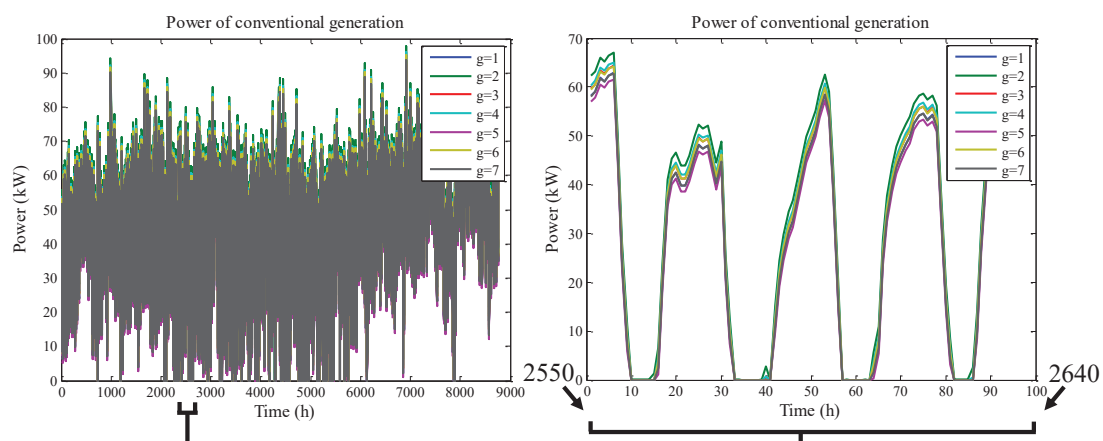 Power of conventional generation
100
90
80
70
60
50
40
30
20
10
0
Power (kW)
g=1
g=2
g=3
g=4
g=5
g=6
g=7
0 1000 2000 3000 4000 5000 6000 7000 8000 9000
Time (h)
Power of conventional generation
70
60
50
40
30
20
10
0
Power (kW)
g=1
g=2
g=3
g=4
g=5
g=6
g=7
0 10 20 30 40 50 60 70 80 90 100
Time (h)
2550
2640